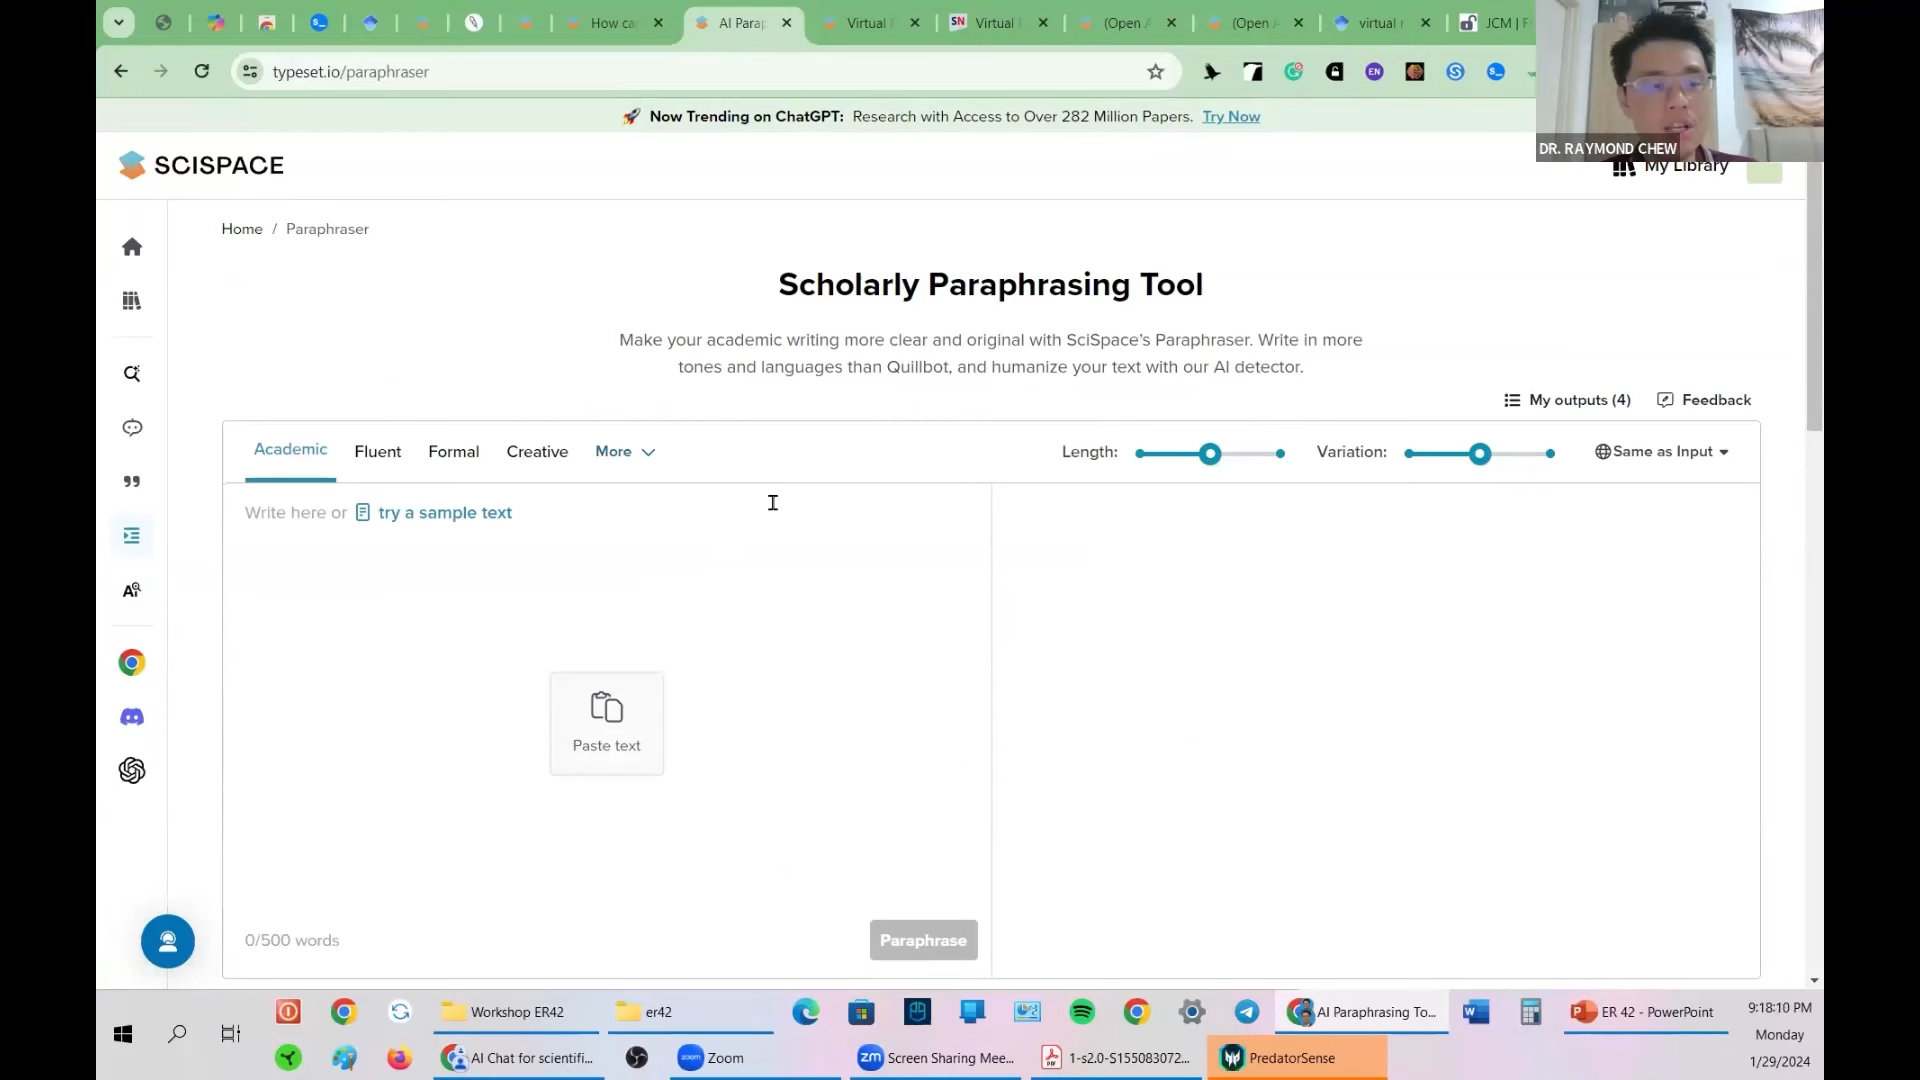 How ca
AI Parap
Virtual
SN Virtual
(Open A
(Open A
virtual r
JCM | F
typeset.io/paraphraser
EN
Now Trending on ChatGPT: Research with Access to Over 282 Million Papers. Try Now
DR. RAYMOND CHEW
SCISPACE
My Library
Home / Paraphraser
Scholarly Paraphrasing Tool
Make your academic writing more clear and original with SciSpace's Paraphraser. Write in more
tones and languages than Quillbot, and humanize your text with our AI detector.
My outputs (4) Feedback
Academic Fluent Formal Creative More Length: Variation: Same as Input
Write here or try a sample text
Paste text
0/500 words
Paraphrase
Workshop ER42
er42
AI Paraphrasing To...
ER 42 - PowerPoint
9:18:10 PM
Monday
1/29/2024
AI Chat for scientifi...
zoom Zoom
zm Screen Sharing Mee...
1-s2.0-S155083072...
PredatorSense